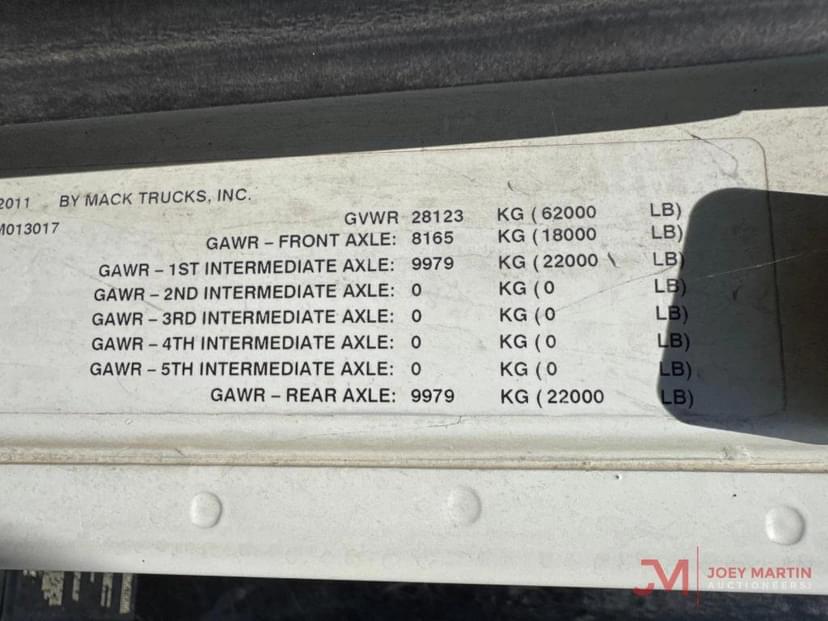 2011 BY MACK TRUCKS, INC.
M013017
GVWR 28123 KG ( 62000 LB)
GAWR – FRONT AXLE: 8165 KG ( 18000 LB)
GAWR – 1ST INTERMEDIATE AXLE: 9979 KG ( 22000 LB)
GAWR – 2ND INTERMEDIATE AXLE: 0 KG ( 0 LB)
GAWR – 3RD INTERMEDIATE AXLE: 0 KG ( 0 LB)
GAWR – 4TH INTERMEDIATE AXLE: 0 KG ( 0 LB)
GAWR – 5TH INTERMEDIATE AXLE: 0 KG ( 0 LB)
GAWR – REAR AXLE: 9979 KG ( 22000 LB)
JM JOEY MARTIN
AUCTIONEERS